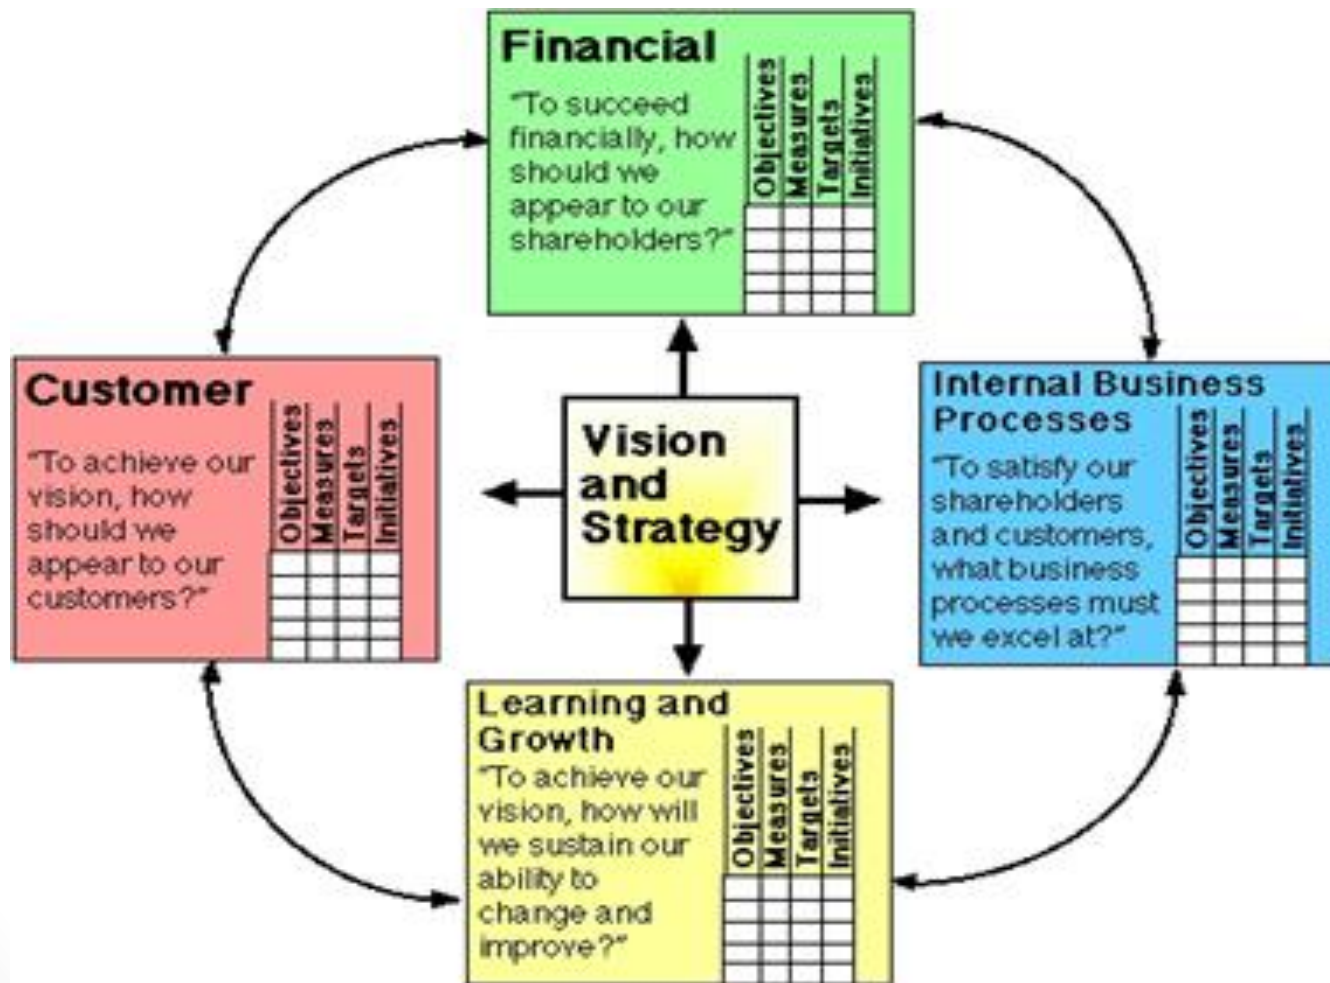 Financial
"To succeed
financially, how
should we
appear to our
shareholders?"
Objectives
Measures
Targets
Initiatives
Customer
"To achieve our
vision, how
should we
appear to our
customers?"
Objectives
Measures
Targets
Initiatives
Vision
and
Strategy
Internal Business
Processes
"To satisfy our
shareholders
and customers,
what business
processes must
we excel at?"
Objectives
Measures
Targets
Initiatives
Learning and
Growth
"To achieve our
vision, how will
we sustain our
ability to
change and
improve?"
Objectives
Measures
Targets
Initiatives